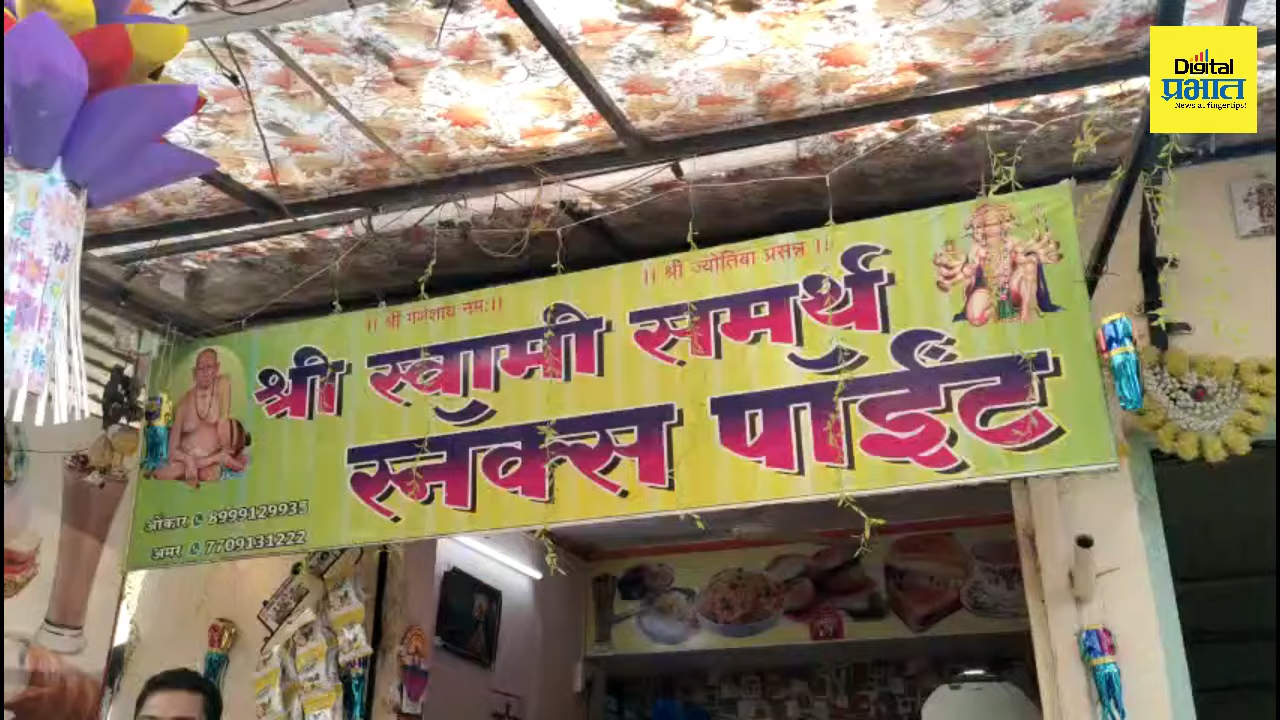 Digital
प्रभात
News at fingertips!
।। श्री गणेशाय नमः।।
।। श्री ज्योतिबा प्रसन्न ।।
श्री स्वामी समर्थ
स्नॅक्स पॉईंट
ओंकार 8999129935
अमर 7709131222